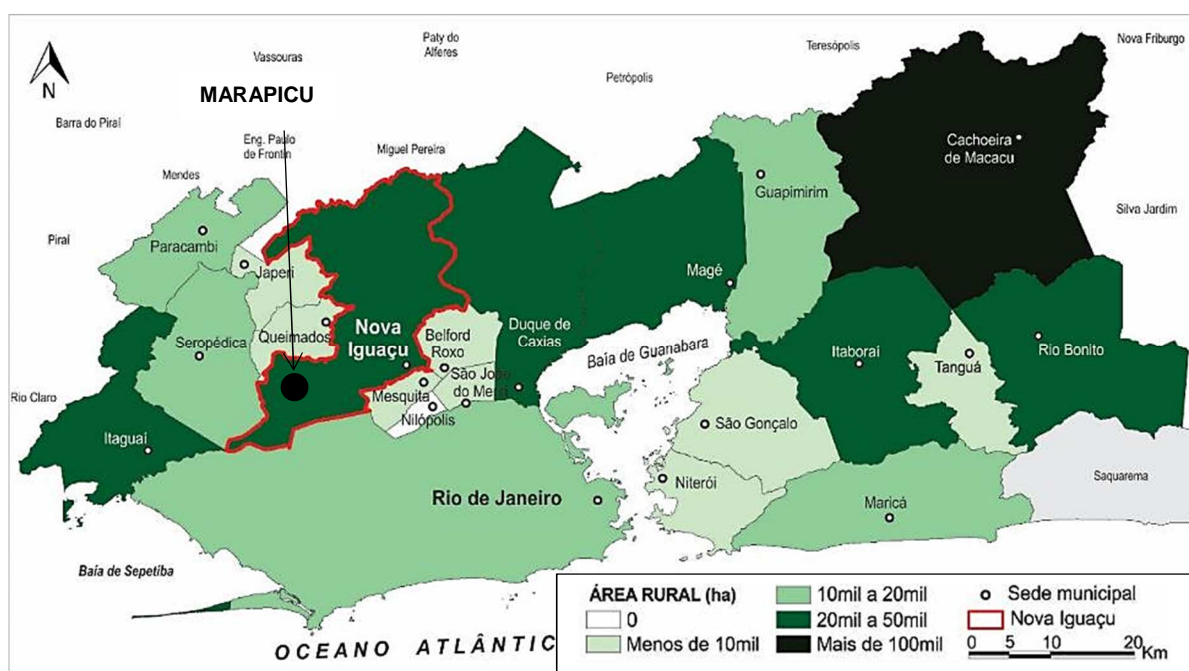 Paty do
Alferes
Teresópolis
Nova Friburgo
Vassouras
Petrópolis
N
MARAPICU
Barra do Piraí
Eng. Paulo
de Frontin
Miguel Pereira
Cachoeira
de Macacu
Mendes
Guapimirim
Silva Jardim
Piraí
Paracambi
Japeri
Magé
Queimados
Nova
Iguaçu
Belford
Roxo
Duque de
Caxias
Baía de Guanabara
Seropédica
Itaboraí
Tanguá
Rio Bonito
São João
do Meriti
Mesquita
Nilópolis
Rio Claro
Itaguaí
São Gonçalo
Niterói
Saquarema
Rio de Janeiro
Maricá
Baía de Sepetiba
OCEANO ATLÂNTIC
ÁREA RURAL (ha)
0
Menos de 10mil
10mil a 20mil
20mil a 50mil
Mais de 100mil
Sede municipal
Nova Iguaçu
0 5 10 20
Km